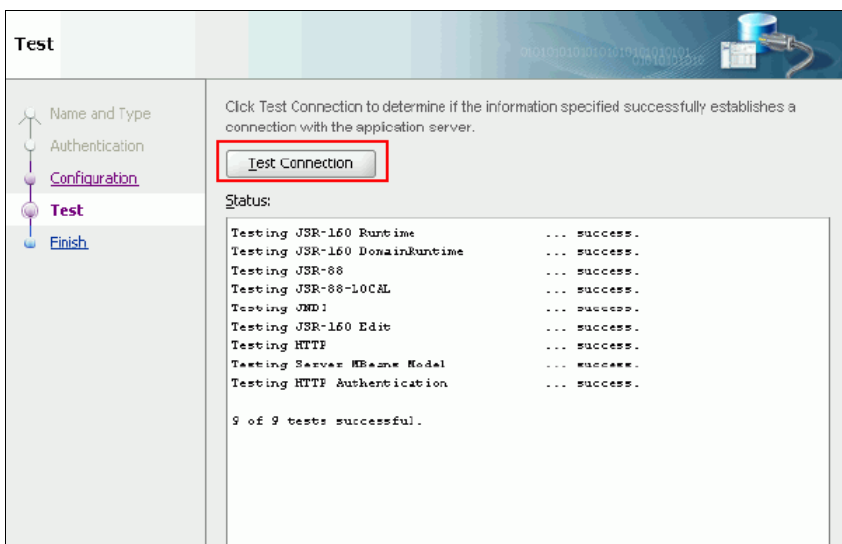 Test
Name and Type
Authentication
Configuration
Test
Finish
Click Test Connection to determine if the information specified successfully establishes a
connection with the application server.
Test Connection
Status:
Testing JSR-160 Runtime ... success.
Testing JSR-160 DomainRuntime ... success.
Testing JSR-88 ... success.
Testing JSR-88-LOCAL ... success.
Testing JNDI ... success.
Testing JSR-160 Edit ... success.
Testing HTTP ... success.
Testing Server MBeans Model ... success.
Testing HTTP Authentication ... success.
9 of 9 tests successful.